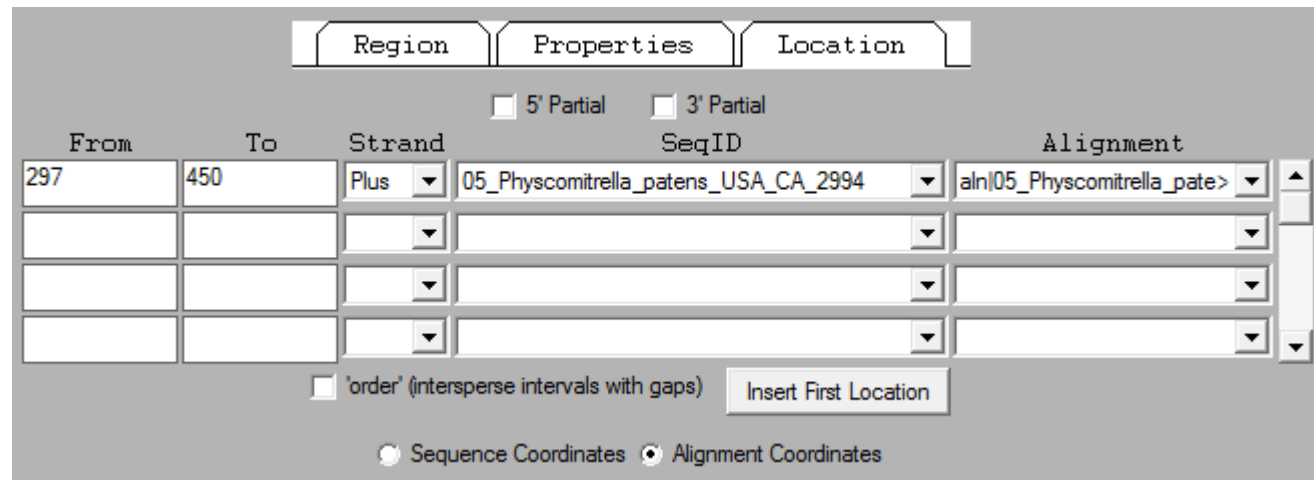 Region Properties Location
5' Partial 3' Partial
From To Strand SeqID Alignment
297 450 Plus 05_Physcomitrella_patens_USA_CA_2994 aln|05_Physcomitrella_pate>
'order' (intersperse intervals with gaps) Insert First Location
Sequence Coordinates Alignment Coordinates